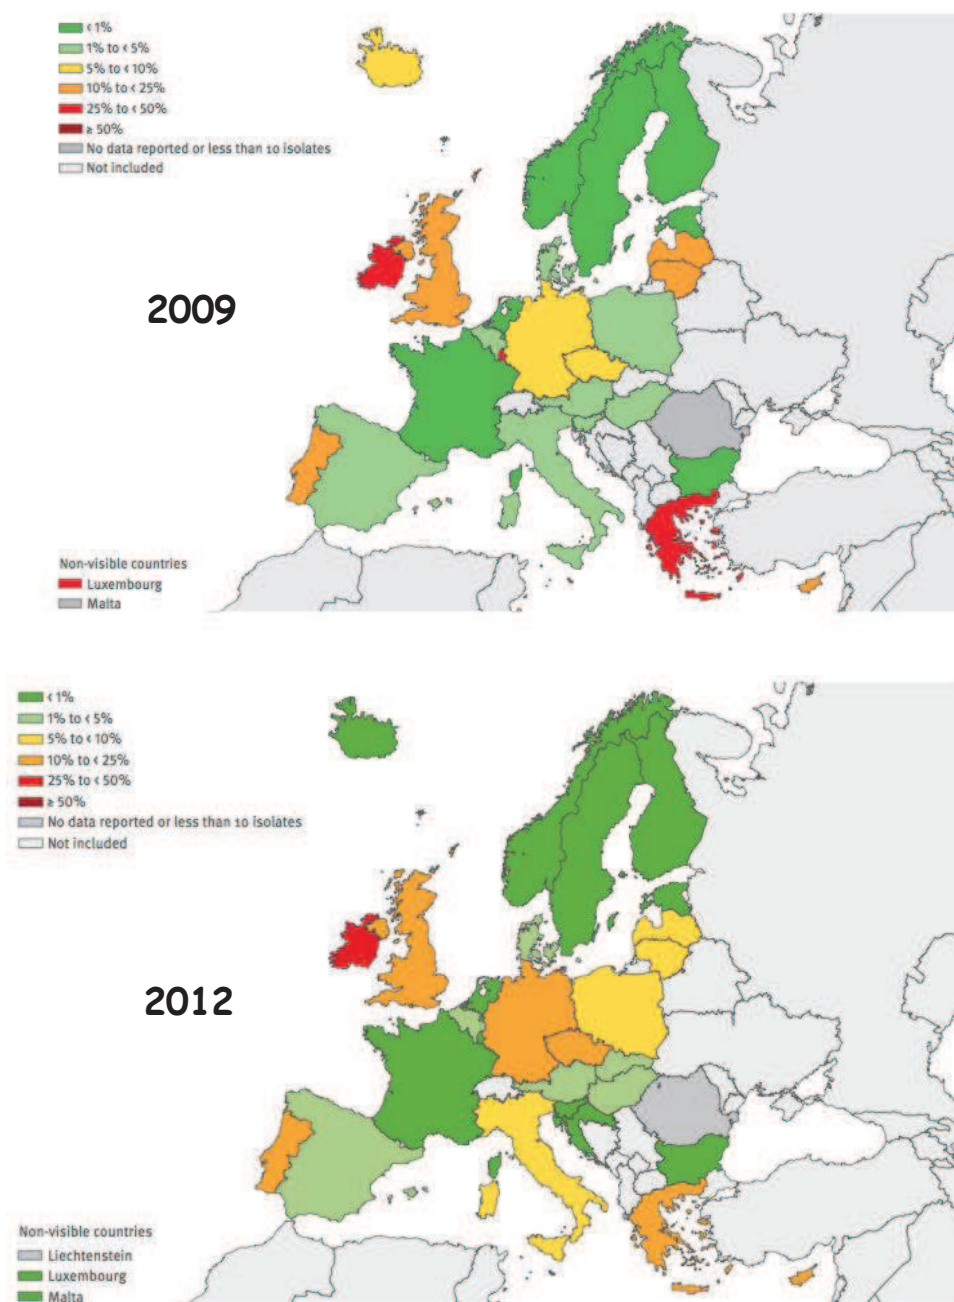 < 1%
1% to < 5%
5% to < 10%
10% to < 25%
25% to < 50%
≥ 50%
No data reported or less than 10 isolates
Not included
2009
Non-visible countries
Luxembourg
Malta
< 1%
1% to < 5%
5% to < 10%
10% to < 25%
25% to < 50%
≥ 50%
No data reported or less than 10 isolates
Not included
2012
Non-visible countries
Liechtenstein
Luxembourg
Malta